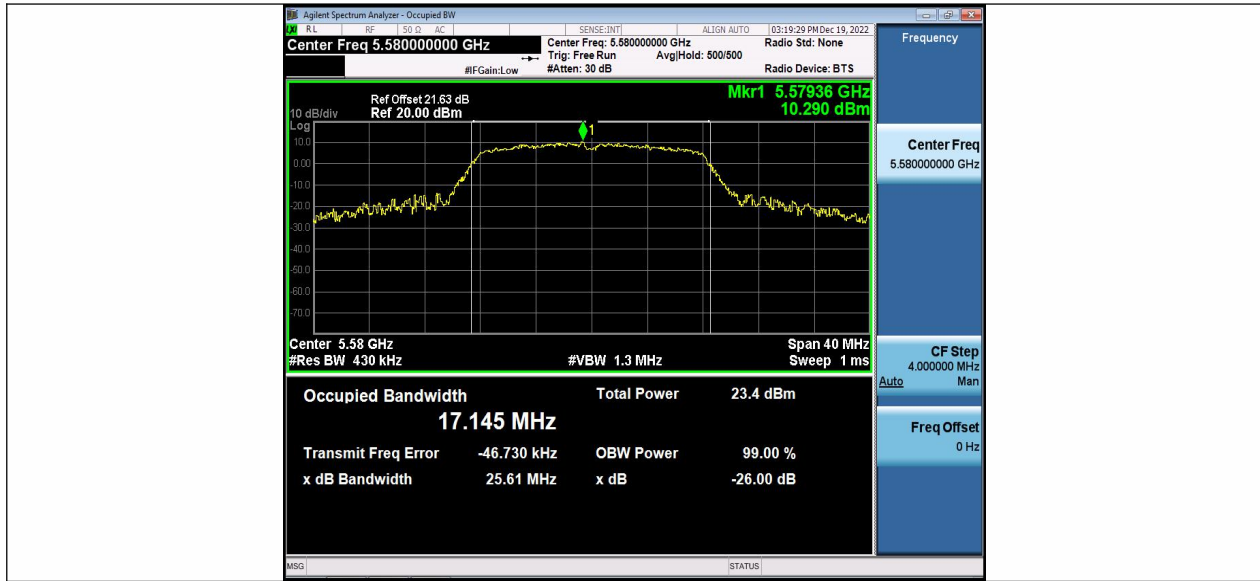 Agilent Spectrum Analyzer - Occupied BW
RL RF 50 Ω AC SENSE:INT ALIGN AUTO 03:19:29 PM Dec 19, 2022
Center Freq 5.580000000 GHz
Center Freq: 5.580000000 GHz
Radio Std: None
Trig: Free Run Avg|Hold: 500/500
#IFGain:Low #Atten: 30 dB
Radio Device: BTS
Mkr1 5.57936 GHz
10.290 dBm
Ref Offset 21.63 dB
10 dB/div Ref 20.00 dBm
Log
1
10.0
0.00
-10.0
-20.0
-30.0
-40.0
-50.0
-60.0
-70.0
Center 5.58 GHz Span 40 MHz
#Res BW 430 kHz #VBW 1.3 MHz Sweep 1 ms
Occupied Bandwidth Total Power 23.4 dBm
17.145 MHz
Transmit Freq Error -46.730 kHz OBW Power 99.00 %
x dB Bandwidth 25.61 MHz x dB -26.00 dB
MSG STATUS
Frequency
Center Freq
5.580000000 GHz
CF Step
4.000000 MHz
Auto Man
Freq Offset
0 Hz